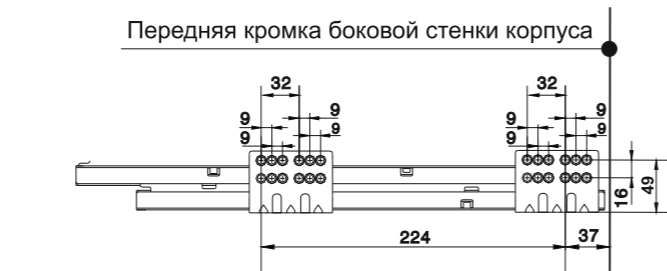 Передняя кромка боковой стенки корпуса
32 32
9 9 9 9
9 9 9 9
16 49
224 37